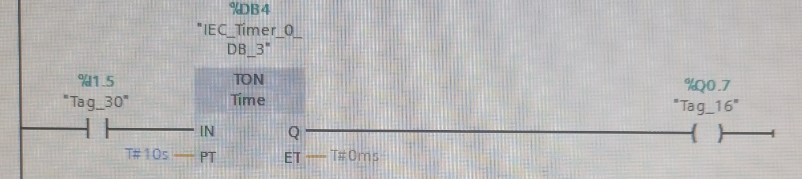 %DB4
"IEC_Timer_0_
DB_3"
%I1.5
"Tag_30"
TON
Time
%Q0.7
"Tag_16"
IN
Q
T#10s
PT
ET
T#0ms